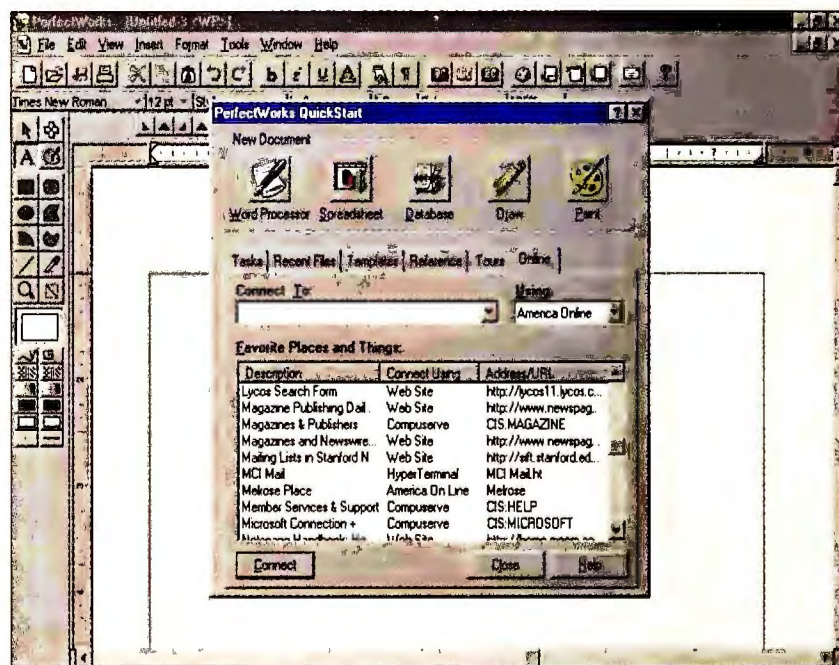 PerfectWorks - [Untitled-3 (WP)]
File Edit View Insert Format Tools Window Help
Times New Roman 12 pt
PerfectWorks QuickStart
New Document
Word Processor Spreadsheet Database Draw Paint
Tasks Recent Files Templates Reference Tours Online
Connect To: Using:
America Online
Favorite Places and Things:
Description Connect Using Address/URL
Lycos Search Form Web Site http://lycos11.lycos.c...
Magazine Publishing Dail.. Web Site http://www.newspag..
Magazines & Publishers Compuserve CIS:MAGAZINE
Magazines and Newswire... Web Site http://www.newspag..
Mailing Lists in Stanford N Web Site http://sift.stanford.ed...
MCI Mail HyperTerminal MCI Mail.ht
Melrose Place America On Line Melrose
Member Services & Support Compuserve CIS:HELP
Microsoft Connection + Compuserve CIS:MICROSOFT
Web Site
Connect Close Help